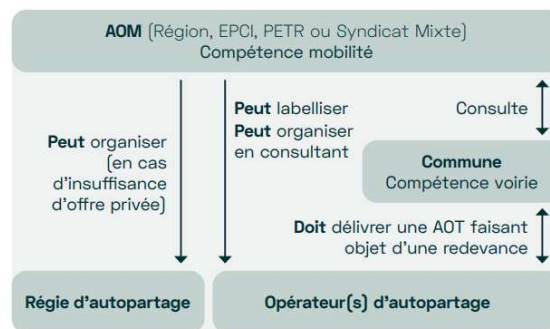 AOM (Région, EPCI, PETR ou Syndicat Mixte)
Compétence mobilité
Peut organiser
(en cas
d'insuffisance
d'offre privée)
Peut labelliser
Peut organiser
en consultant
Consulte
Commune
Compétence voirie
Doit délivrer une AOT faisant
objet d'une redevance
Régie d'autopartage
Opérateur(s) d'autopartage